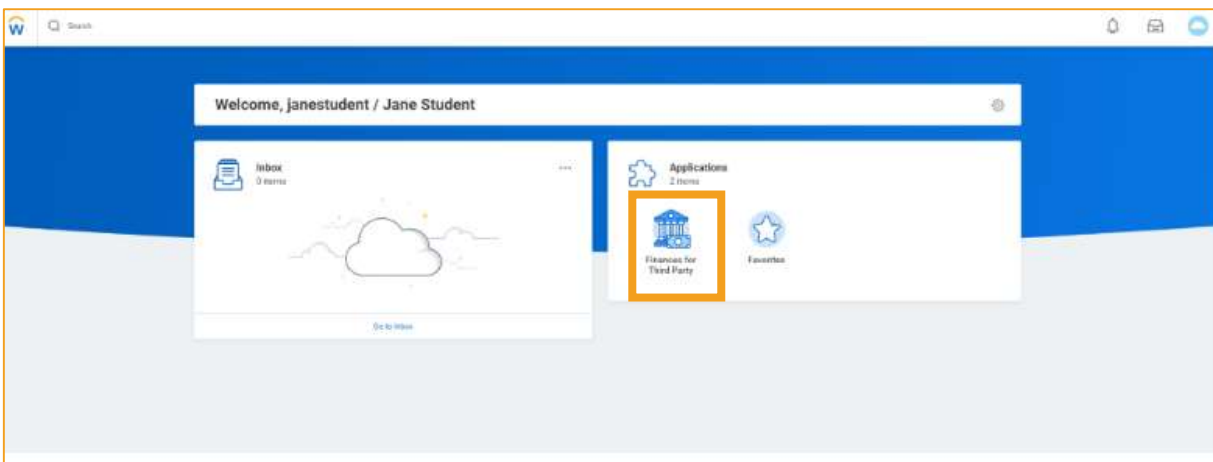 Search
Welcome, janestudent / Jane Student
Inbox
0 items
Applications
2 items
Finances for
Third Party
Favorites
Go to Inbox